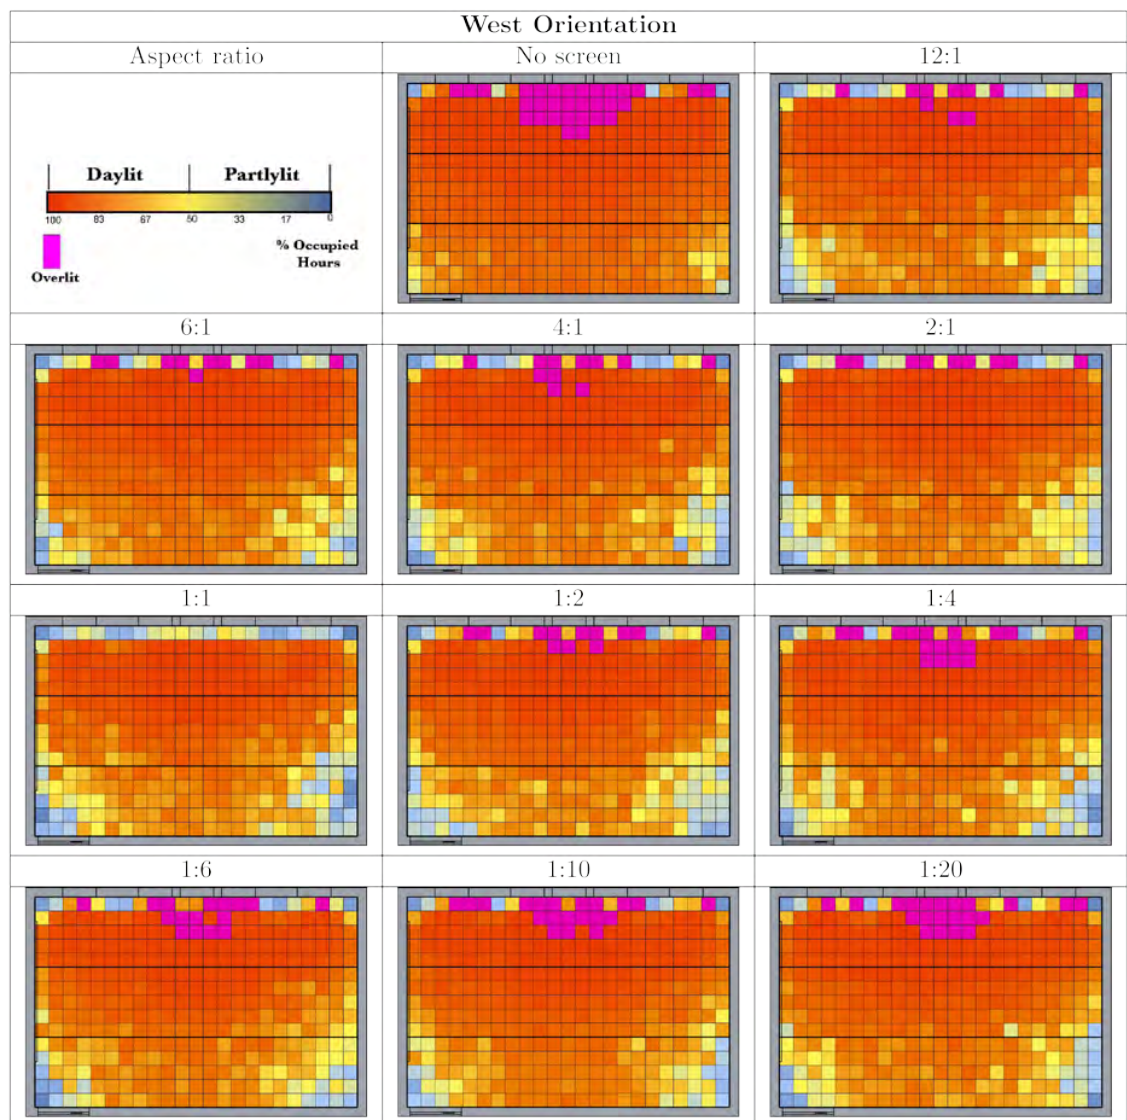 West Orientation
Aspect ratio No screen 12:1
Daylit Partlylit
100 83 67 50 33 17 0
% Occupied
Hours
Overlit
6:1 4:1 2:1
1:1 1:2 1:4
1:6 1:10 1:20